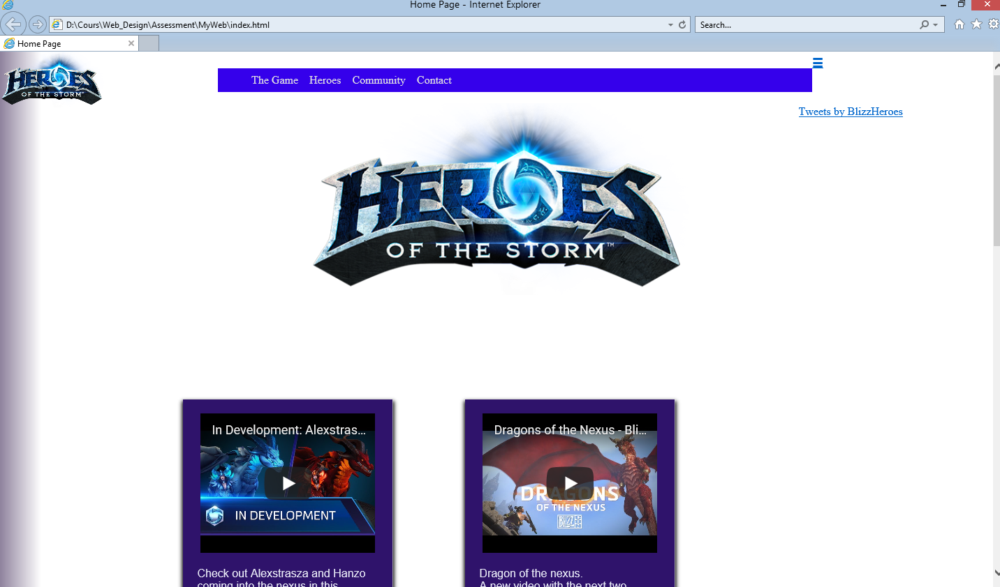 Home Page - Internet Explorer
D:\Cours\Web_Design\Assessment\MyWeb\index.html
Search...
Home Page
HEROES
OF THE STORM™
The Game Heroes Community Contact
Tweets by BlizzHeroes
HEROES
OF THE STORM™
In Development: Alexstras...
IN DEVELOPMENT
Dragons of the Nexus - Bli...
DRAGONS
OF THE NEXUS
BLIZZ
Check out Alexstrasza and Hanzo
coming into the nexus in this
Dragon of the nexus.
A new video with the next two